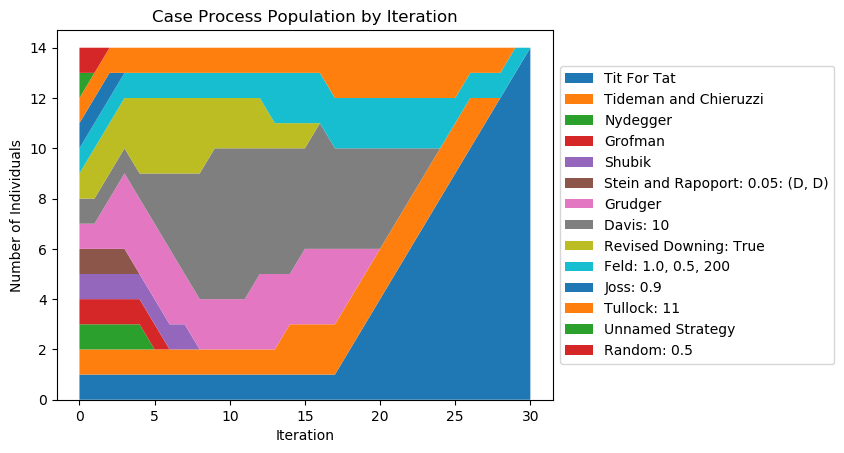 Case Process Population by Iteration
Number of Individuals
14
12
10
8
6
4
2
0
0 5 10 15 20 25 30
Iteration
Tit For Tat
Tideman and Chieruzzi
Nydegger
Grofman
Shubik
Stein and Rapoport: 0.05: (D, D)
Grudger
Davis: 10
Revised Downing: True
Feld: 1.0, 0.5, 200
Joss: 0.9
Tullock: 11
Unnamed Strategy
Random: 0.5